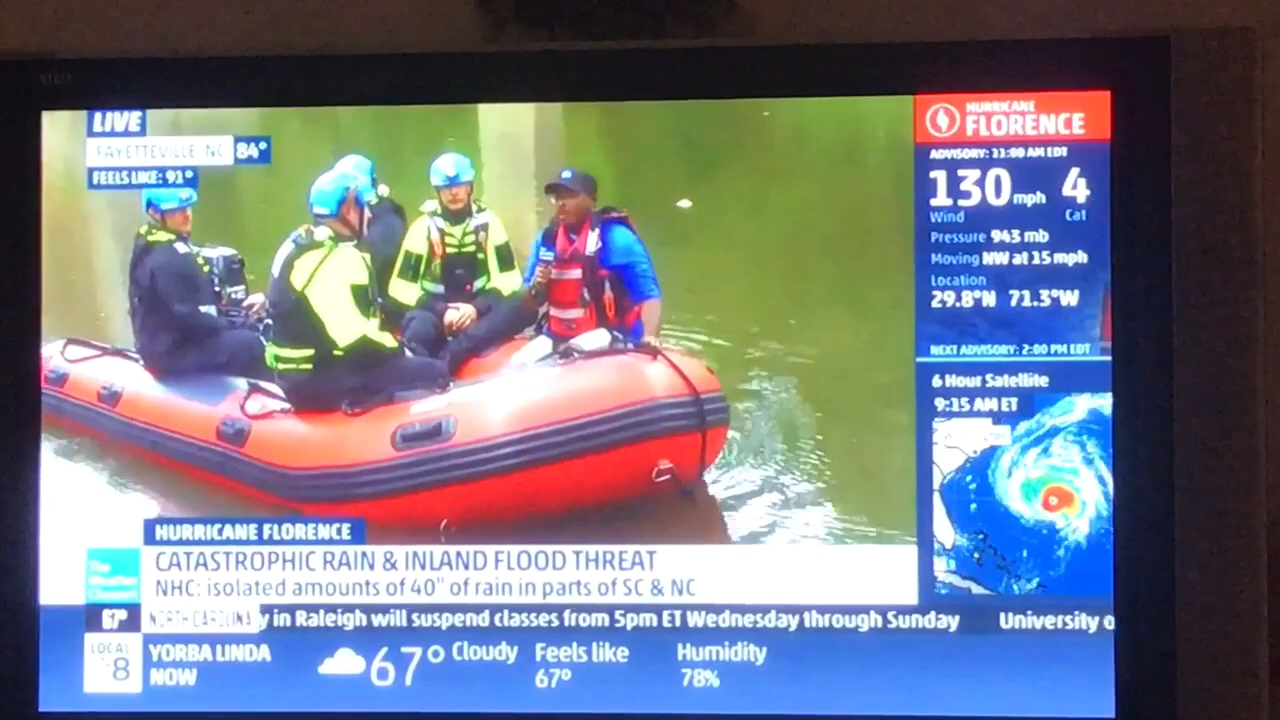 LIVE
FAYETTEVILLE, NC 84°
FEELS LIKE: 91°
HURRICANE
FLORENCE
ADVISORY: 11:00 AM EDT
130 mph 4
Wind Cat
Pressure 943 mb
Moving NW at 15 mph
Location
29.8°N 71.3°W
NEXT ADVISORY: 2:00 PM EDT
6 Hour Satellite
9:15 AM ET
HURRICANE FLORENCE
The
Weather
Channel
CATASTROPHIC RAIN & INLAND FLOOD THREAT
NHC: isolated amounts of 40" of rain in parts of SC & NC
67° NORTH CAROLINA y in Raleigh will suspend classes from 5pm ET Wednesday through Sunday University o
LOCAL
8
YORBA LINDA
NOW
67° Cloudy
Feels like
67°
Humidity
78%